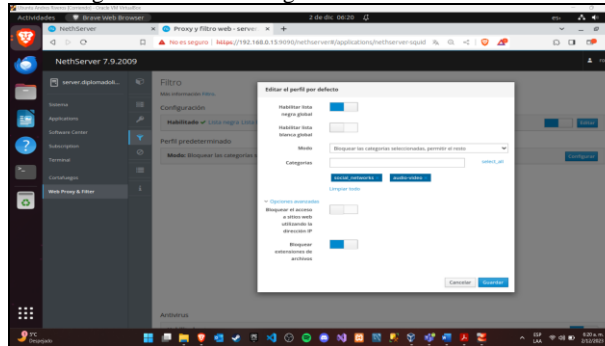 Actividades Brave Web Browser 2 de dic 06:20
NethServer
Proxy y filtro web - server
No es seguro https://192.168.0.15:9090/nethserver#/applications/nethserver-squid
NethServer 7.9.2009
server.diplomadoli...
Sistema
Applications
Software Center
Subscription
Terminal
Cortafuegos
Web Proxy & Filter
Filtro
Configuración
Habilitado
Editar
Perfil predeterminado
Modo: Bloquear las categorías
Configurar
Antivirus
Editar el perfil por defecto
Habilitar lista negra global
Habilitar lista blanca global
Modo
Bloquear las categorías seleccionadas, permitir el resto
Categorías
select_all
social_networks
audio-video
Limpiar todo
Opciones avanzadas
Bloquear el acceso a sitios web utilizando la dirección IP
Bloquear extensiones de archivos
Cancelar
Guardar
Despejado
ESP
LAA